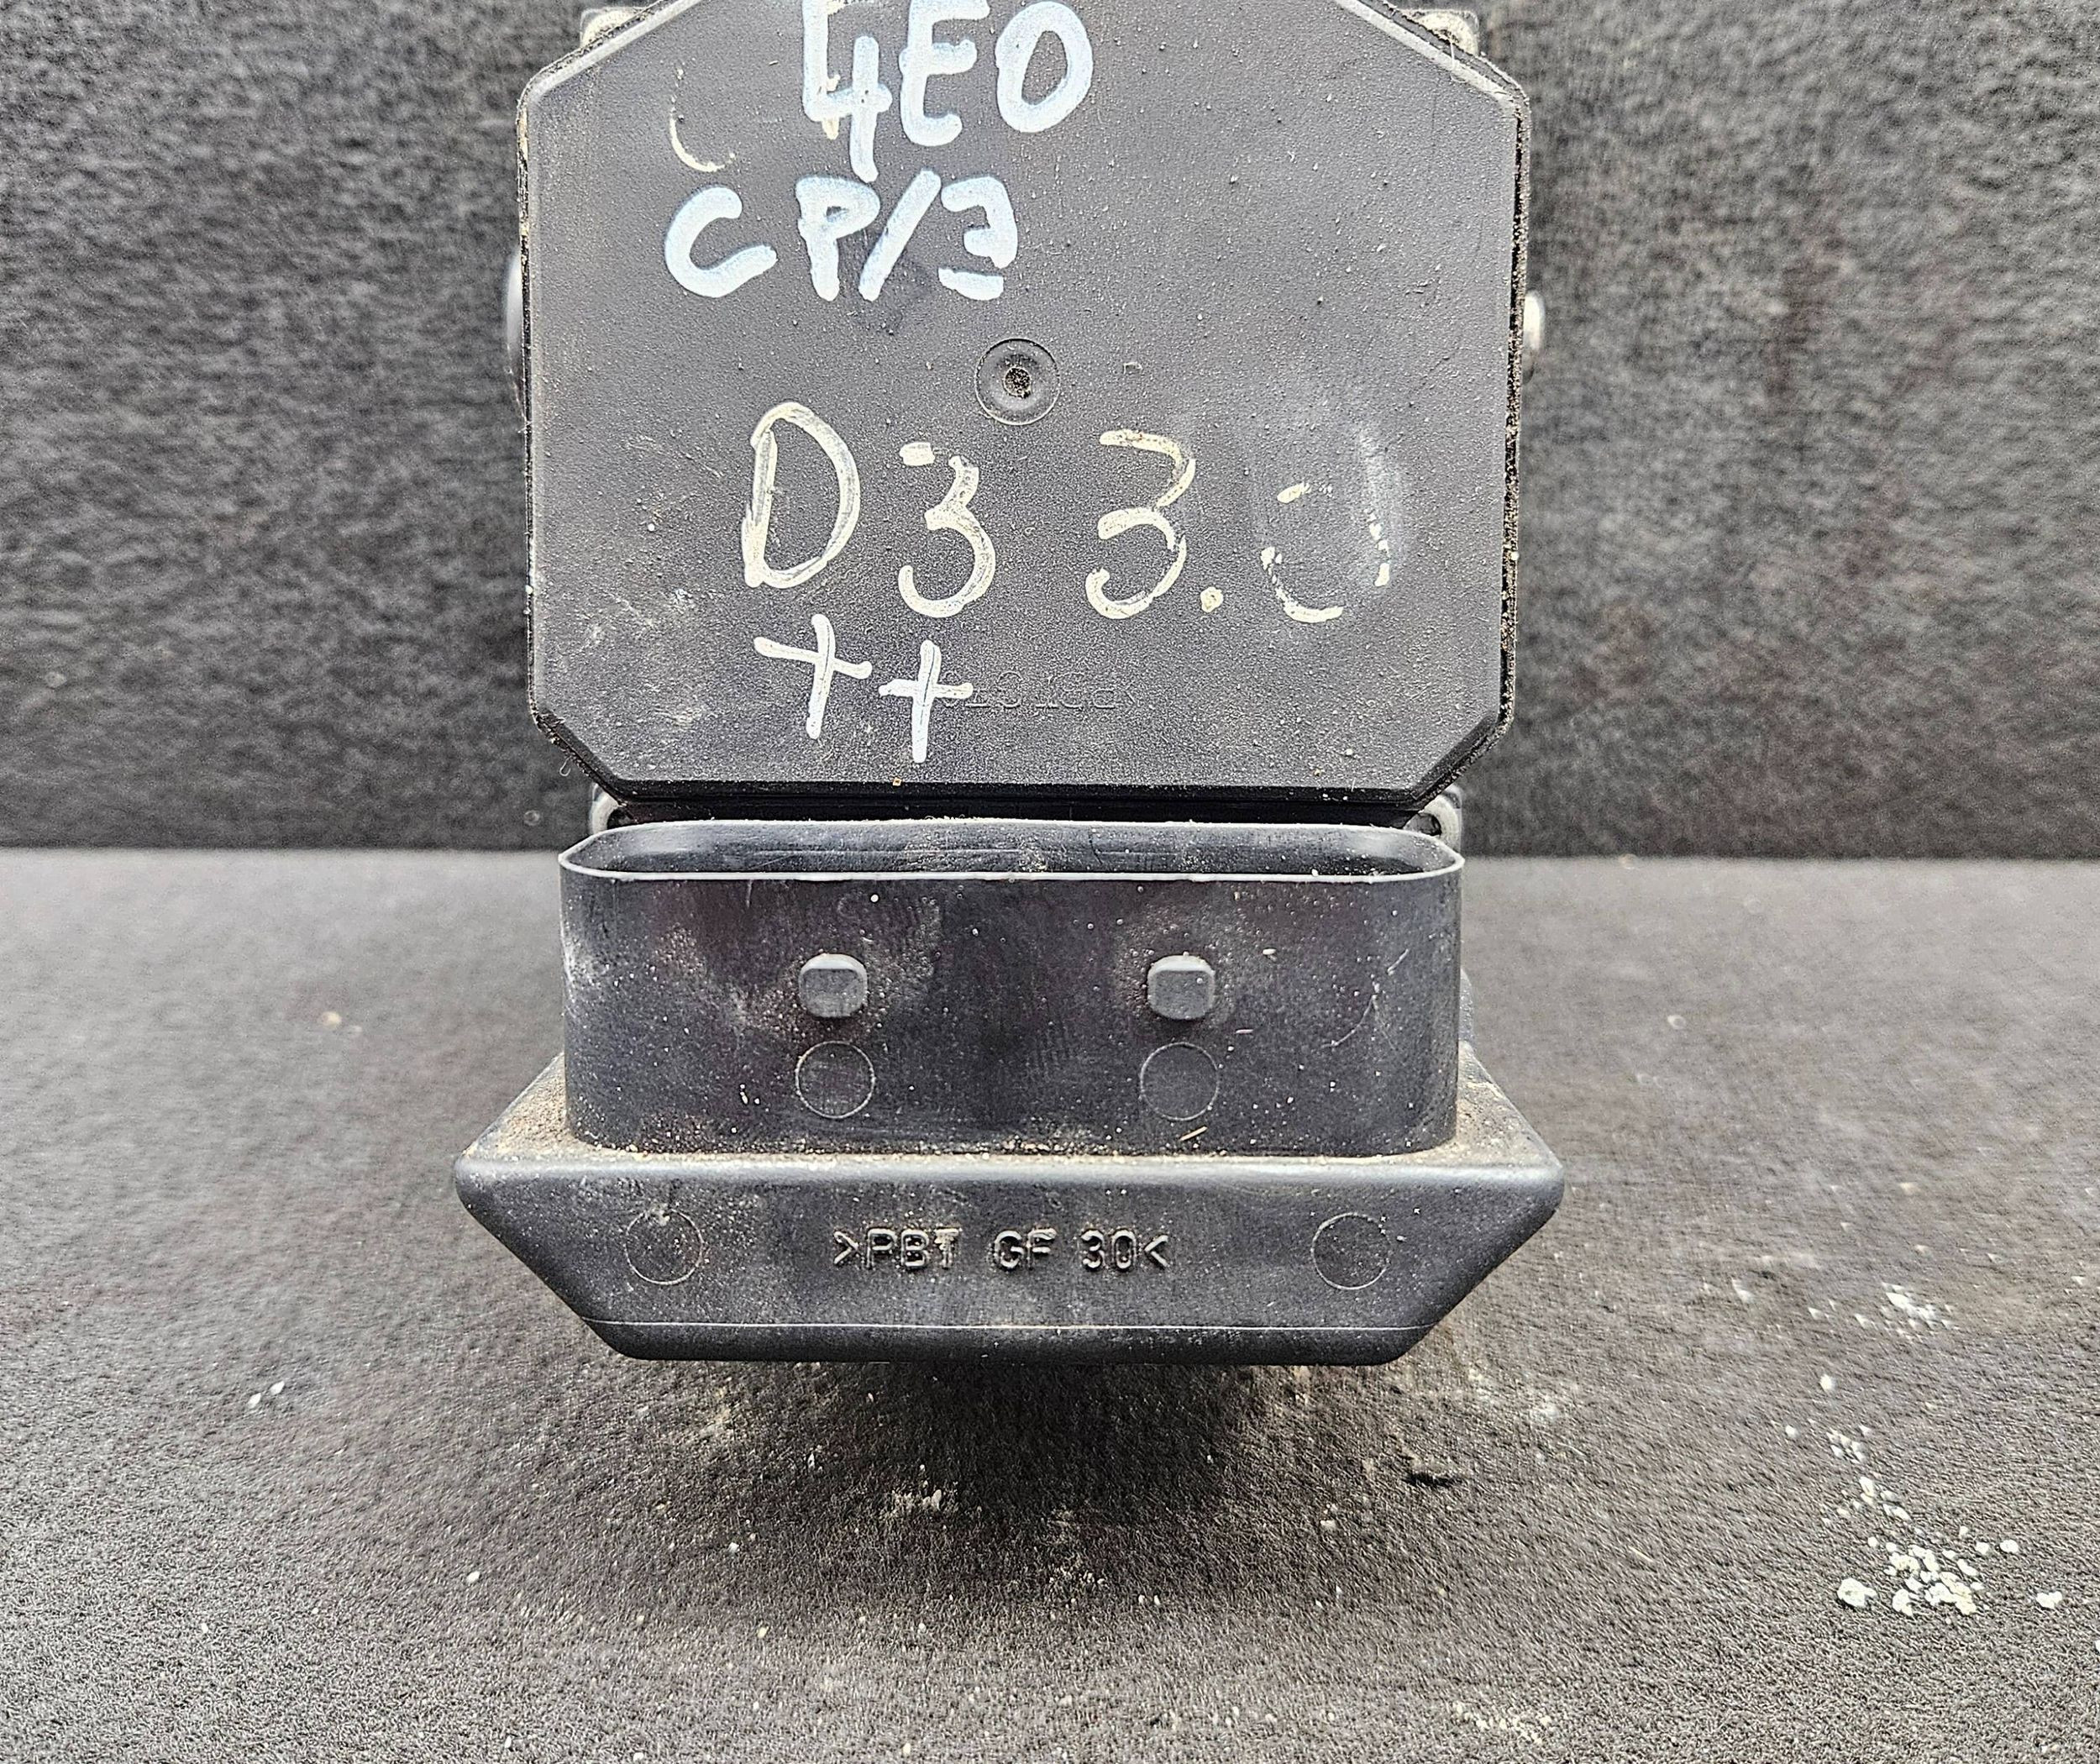 4E0
CP/3
D3 3.0
++
>PBT GF 30<